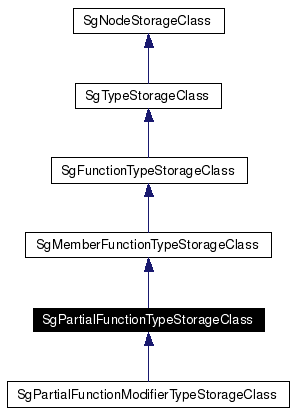 SgNodeStorageClass
SgTypeStorageClass
SgFunctionTypeStorageClass
SgMemberFunctionTypeStorageClass
SgPartialFunctionTypeStorageClass
SgPartialFunctionModifierTypeStorageClass